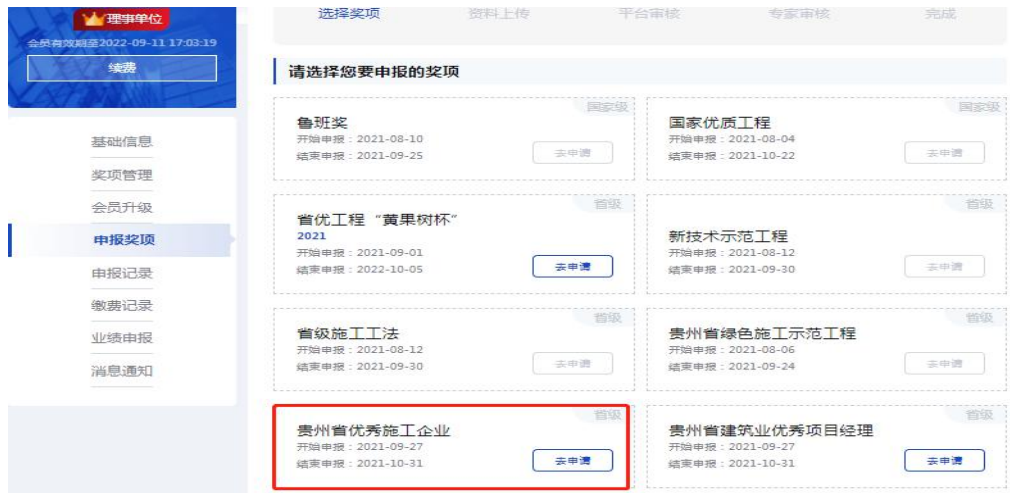 理事单位
会员有效期至2022-09-11 17:03:19
续费
基础信息
奖项管理
会员升级
申报奖项
申报记录
缴费记录
业绩申报
消息通知
选择奖项 资料上传 平台审核 专家审核 完成
请选择您要申报的奖项
国家级
鲁班奖
开始申报：2021-08-10
结束申报：2021-09-25
去申请
国家级
国家优质工程
开始申报：2021-08-04
结束申报：2021-10-22
去申请
省级
省优工程“黄果树杯”
2021
开始申报：2021-09-01
结束申报：2022-10-05
去申请
省级
新技术示范工程
开始申报：2021-08-12
结束申报：2021-09-30
去申请
省级
省级施工工法
开始申报：2021-08-12
结束申报：2021-09-30
去申请
省级
贵州省绿色施工示范工程
开始申报：2021-08-06
结束申报：2021-09-24
去申请
省级
贵州省优秀施工企业
开始申报：2021-09-27
结束申报：2021-10-31
去申请
省级
贵州省建筑业优秀项目经理
开始申报：2021-09-27
结束申报：2021-10-31
去申请